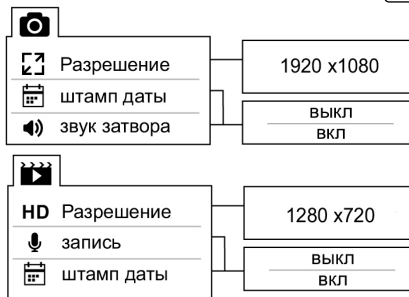 Разрешение
1920 x1080
штамп даты
звук затвора
выкл
вкл
HD Разрешение
1280 x720
запись
штамп даты
выкл
вкл